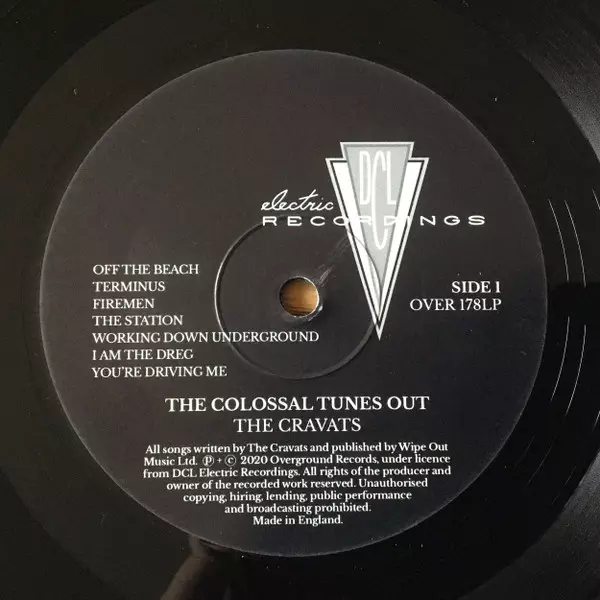 DCL
DCL
electric
RECORDINGS
OFF THE BEACH
TERMINUS
FIREMEN
THE STATION
WORKING DOWN UNDERGROUND
I AM THE DREG
YOU'RE DRIVING ME
SIDE 1
OVER 178LP
THE COLOSSAL TUNES OUT
THE CRAVATS
All songs written by The Cravats and published by Wipe Out
Music Ltd. ℗ + © 2020 Overground Records, under licence
from DCL Electric Recordings. All rights of the producer and
owner of the recorded work reserved. Unauthorised
copying, hiring, lending, public performance
and broadcasting prohibited.
Made in England.